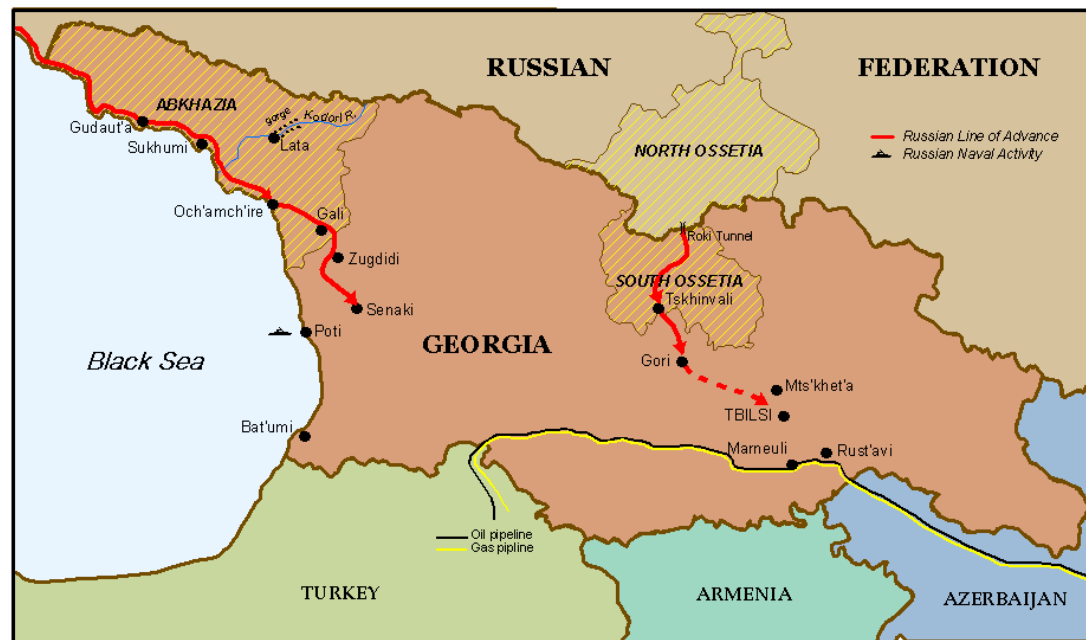 RUSSIAN
FEDERATION
ABKHAZIA
gorge
Kodorl R.
Gudaut'a
Sukhumi
Lata
NORTH OSSETIA
Russian Line of Advance
Russian Naval Activity
Och'amch'ire
Gali
Zugdidi
Roki Tunnel
SOUTH OSSETIA
Tskhinvali
Senaki
Poti
GEORGIA
Black Sea
Gori
Mts'khet'a
TBILSI
Bat'umi
Marneuli
Rust'avi
Oil pipeline
Gas pipline
TURKEY
ARMENIA
AZERBAIJAN